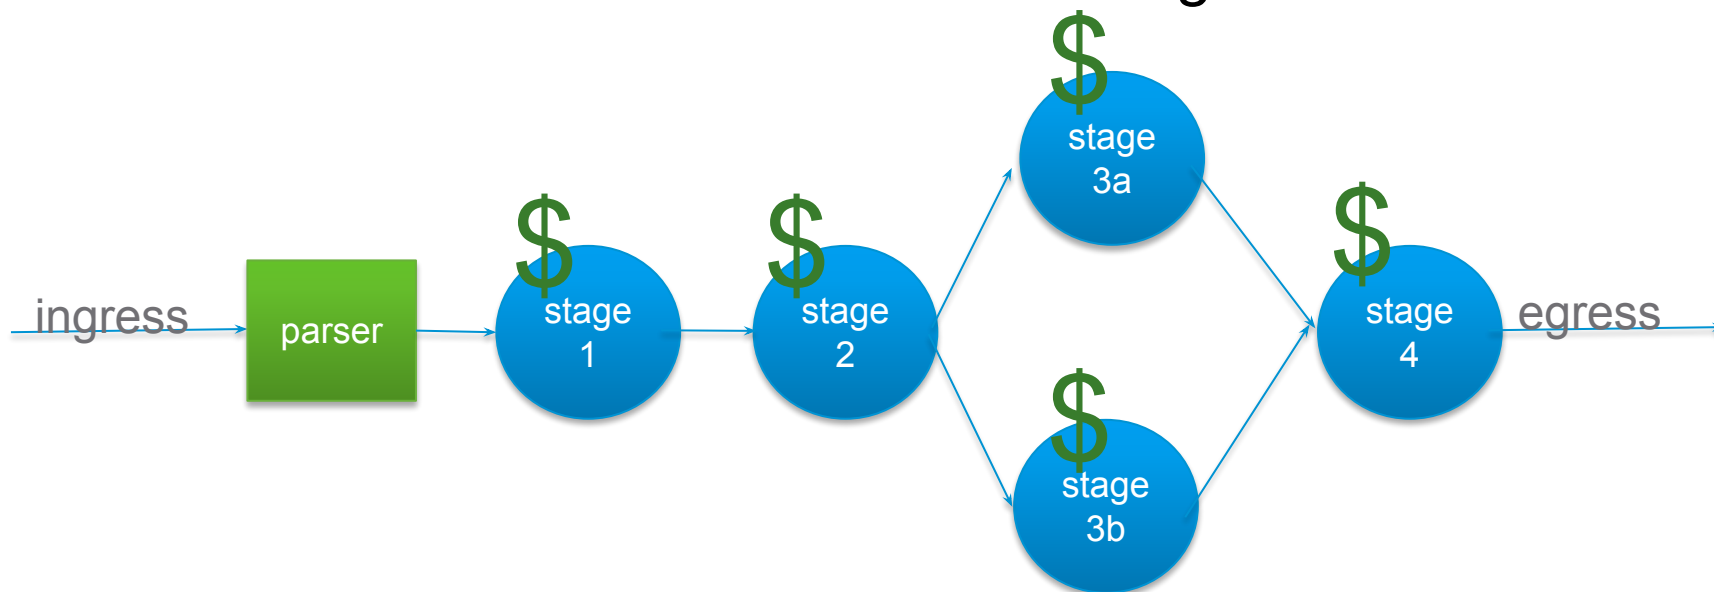 g
$
stage
3a
$
$
$
ingress
parser
stage
1
stage
2
stage
4
egress
$
stage
3b